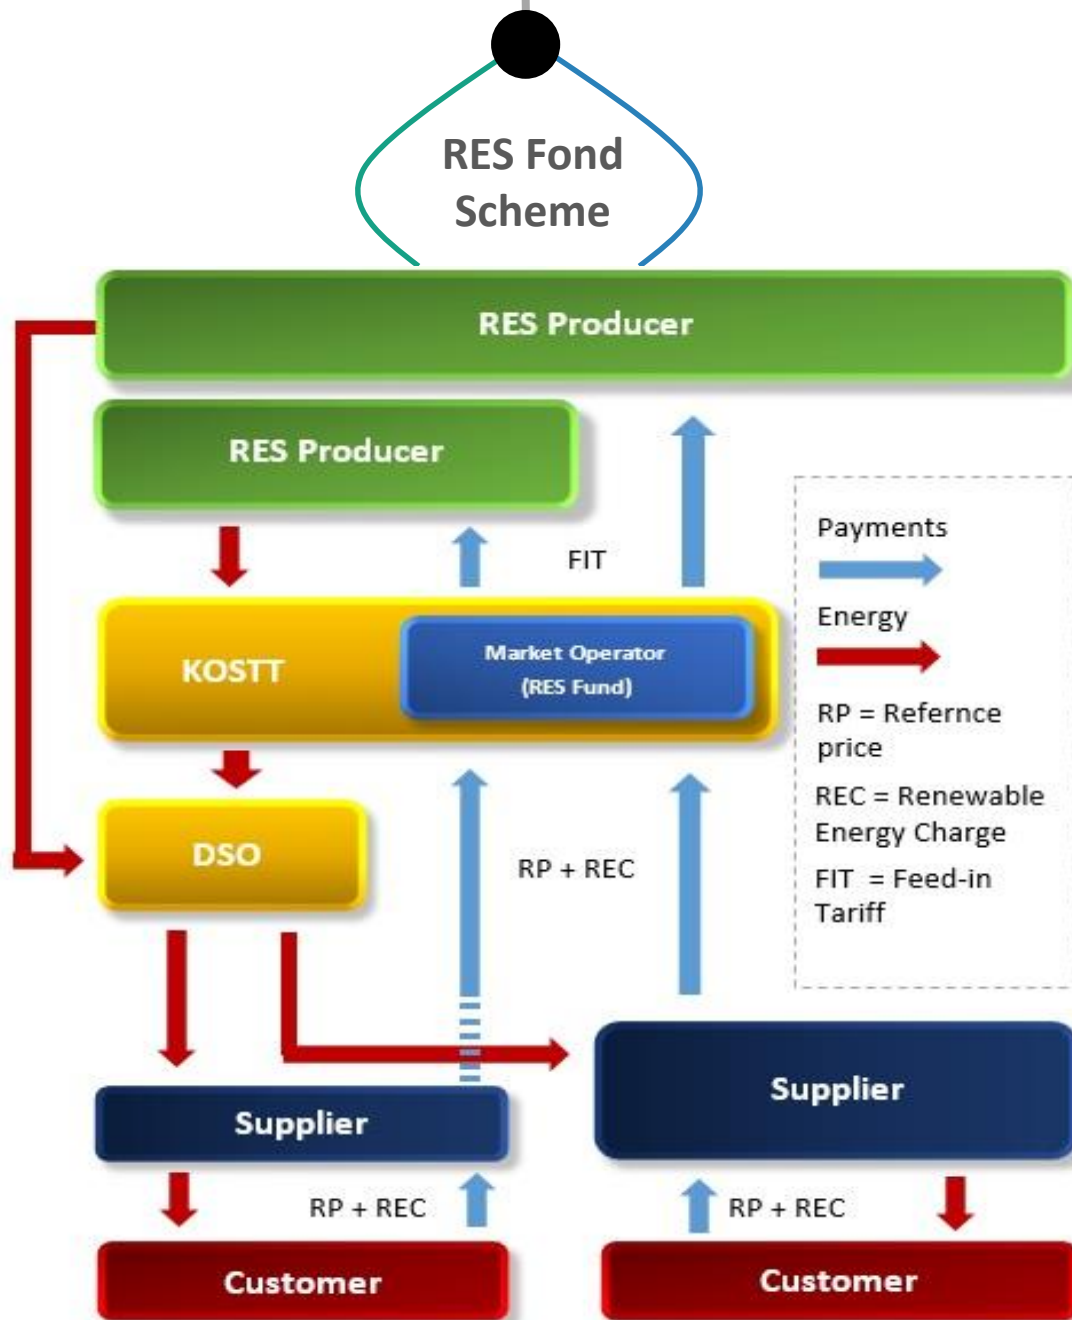 RES Fond
Scheme
RES Producer
RES Producer
FIT
KOSTT
Market Operator
(RES Fund)
DSO
RP + REC
Payments
Energy
RP = Refernce
price
REC = Renewable
Energy Charge
FIT = Feed-in
Tariff
Supplier
Supplier
RP + REC
RP + REC
Customer
Customer